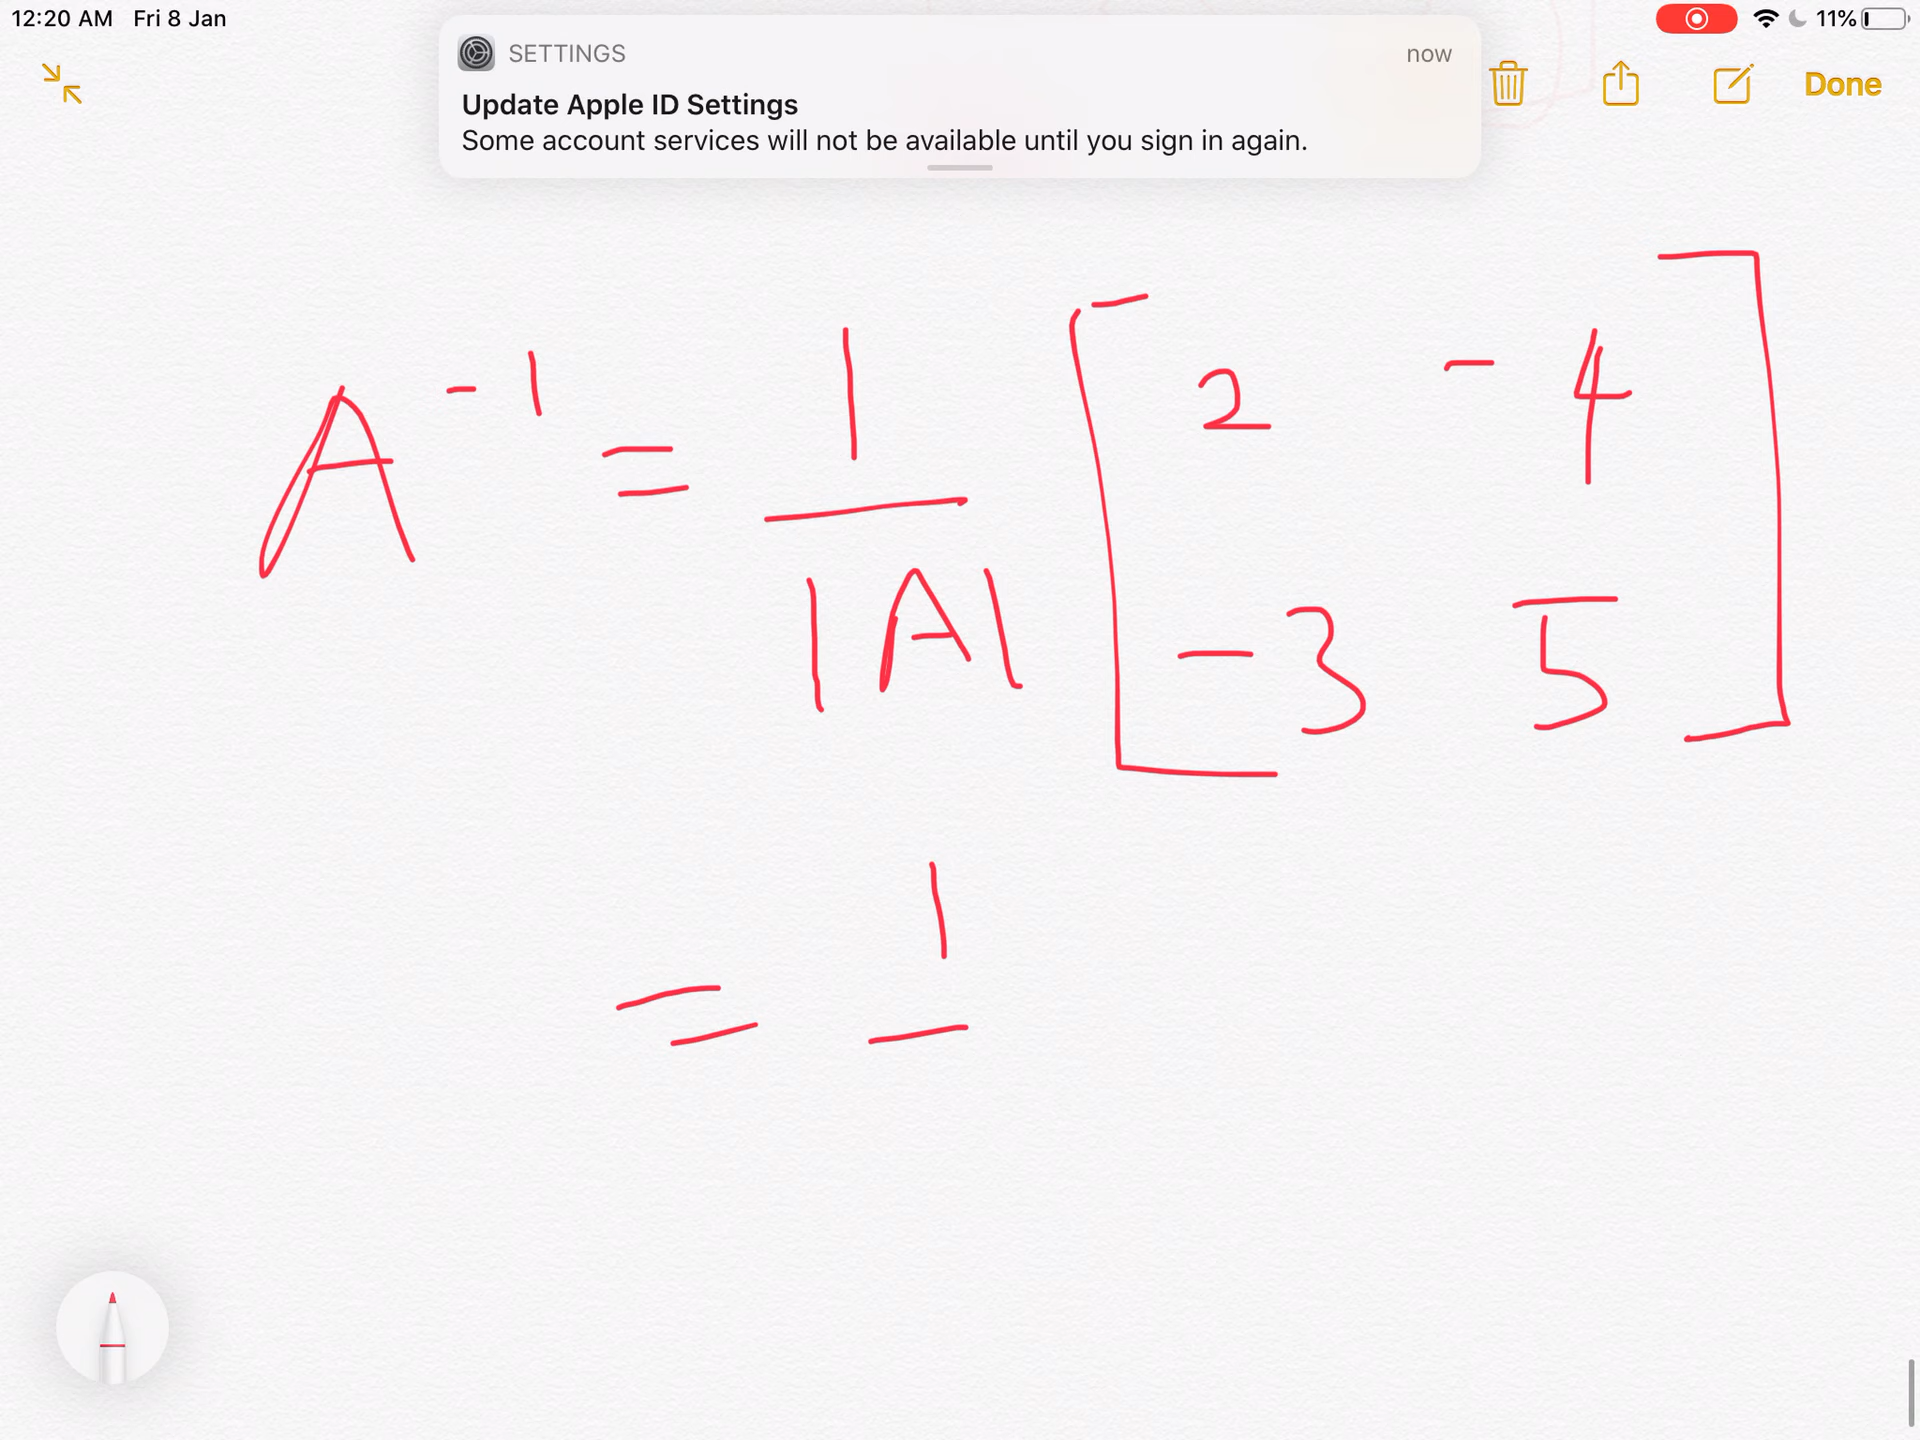 12:20 AM Fri 8 Jan 11%
SETTINGS now
Update Apple ID Settings
Some account services will not be available until you sign in again.
Done
A⁻¹ = 1/|A| [2 -4
-3 5]
= 1/